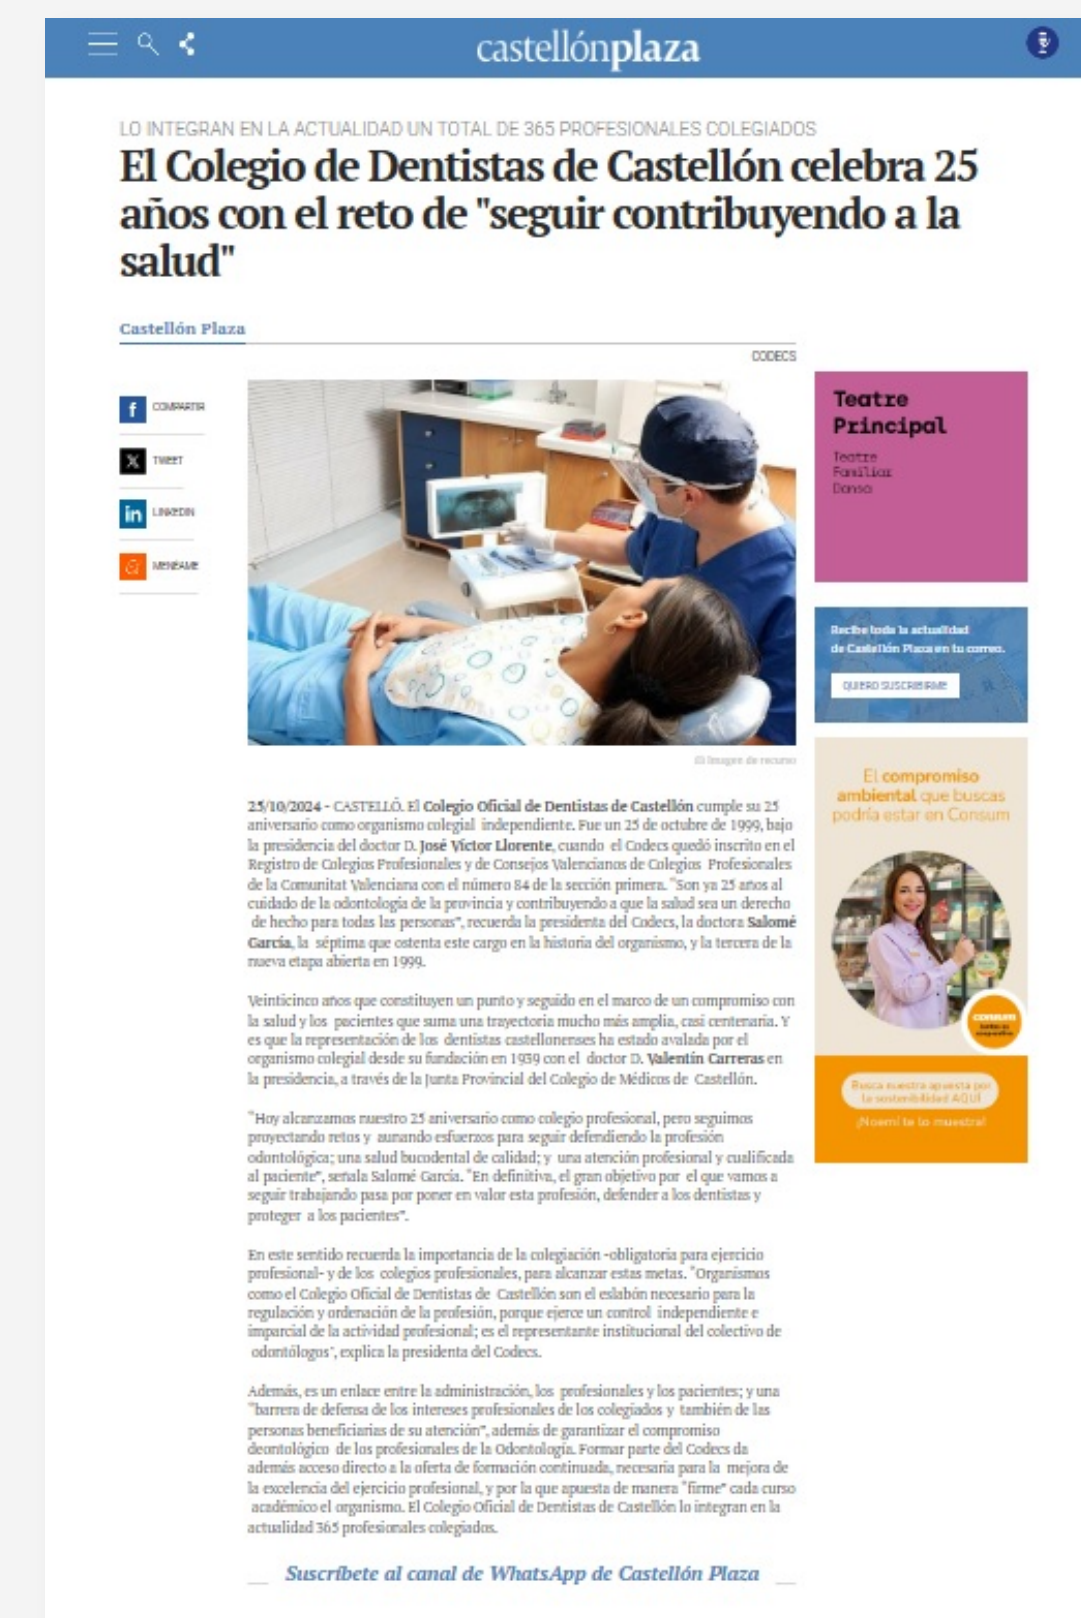 castellónplaza
LO INTEGRAN EN LA ACTUALIDAD UN TOTAL DE 365 PROFESIONALES COLEGIADOS
El Colegio de Dentistas de Castellón celebra 25
años con el reto de "seguir contribuyendo a la
salud"
Castellón Plaza
CODECS
f COMPARTIR
X TWEET
in LINKEDIN
MENÉAME
Teatre
Principal
Teatre
Familiar
Dansa
Recibe toda la actualidad
de Castellón Plaza en tu correo.
QUIERO SUSCRIBIRME
Imagen de recurso
El compromiso
ambiental que buscas
podría estar en Consum
consum
Busca nuestra apuesta por
la sostenibilidad AQUÍ
¡Noemí te lo muestra!
25/10/2024 - CASTELLÓ. El Colegio Oficial de Dentistas de Castellón cumple su 25
aniversario como organismo colegial independiente. Fue un 25 de octubre de 1999, bajo
la presidencia del doctor D. José Víctor Llorente, cuando el Codecs quedó inscrito en el
Registro de Colegios Profesionales y de Consejos Valencianos de Colegios Profesionales
de la Comunitat Valenciana con el número 84 de la sección primera. "Son ya 25 años al
cuidado de la odontología de la provincia y contribuyendo a que la salud sea un derecho
de hecho para todas las personas", recuerda la presidenta del Codecs, la doctora Salomé
García, la séptima que ostenta este cargo en la historia del organismo, y la tercera de la
nueva etapa abierta en 1999.
Veinticinco años que constituyen un punto y seguido en el marco de un compromiso con
la salud y los pacientes que suma una trayectoria mucho más amplia, casi centenaria. Y
es que la representación de los dentistas castellonenses ha estado avalada por el
organismo colegial desde su fundación en 1939 con el doctor D. Valentín Carreras en
la presidencia, a través de la Junta Provincial del Colegio de Médicos de Castellón.
"Hoy alcanzamos nuestro 25 aniversario como colegio profesional, pero seguimos
proyectando retos y aunando esfuerzos para seguir defendiendo la profesión
odontológica; una salud bucodental de calidad; y una atención profesional y cualificada
al paciente", señala Salomé García. "En definitiva, el gran objetivo por el que vamos a
seguir trabajando pasa por poner en valor esta profesión, defender a los dentistas y
proteger a los pacientes".
En este sentido recuerda la importancia de la colegiación -obligatoria para ejercicio
profesional- y de los colegios profesionales, para alcanzar estas metas. "Organismos
como el Colegio Oficial de Dentistas de Castellón son el eslabón necesario para la
regulación y ordenación de la profesión, porque ejerce un control independiente e
imparcial de la actividad profesional; es el representante institucional del colectivo de
odontólogos", explica la presidenta del Codecs.
Además, es un enlace entre la administración, los profesionales y los pacientes; y una
"barrera de defensa de los intereses profesionales de los colegiados y también de las
personas beneficiarias de su atención", además de garantizar el compromiso
deontológico de los profesionales de la Odontología. Formar parte del Codecs da
además acceso directo a la oferta de formación continuada, necesaria para la mejora de
la excelencia del ejercicio profesional, y por la que apuesta de manera "firme" cada curso
académico el organismo. El Colegio Oficial de Dentistas de Castellón lo integran en la
actualidad 365 profesionales colegiados.
Suscríbete al canal de WhatsApp de Castellón Plaza